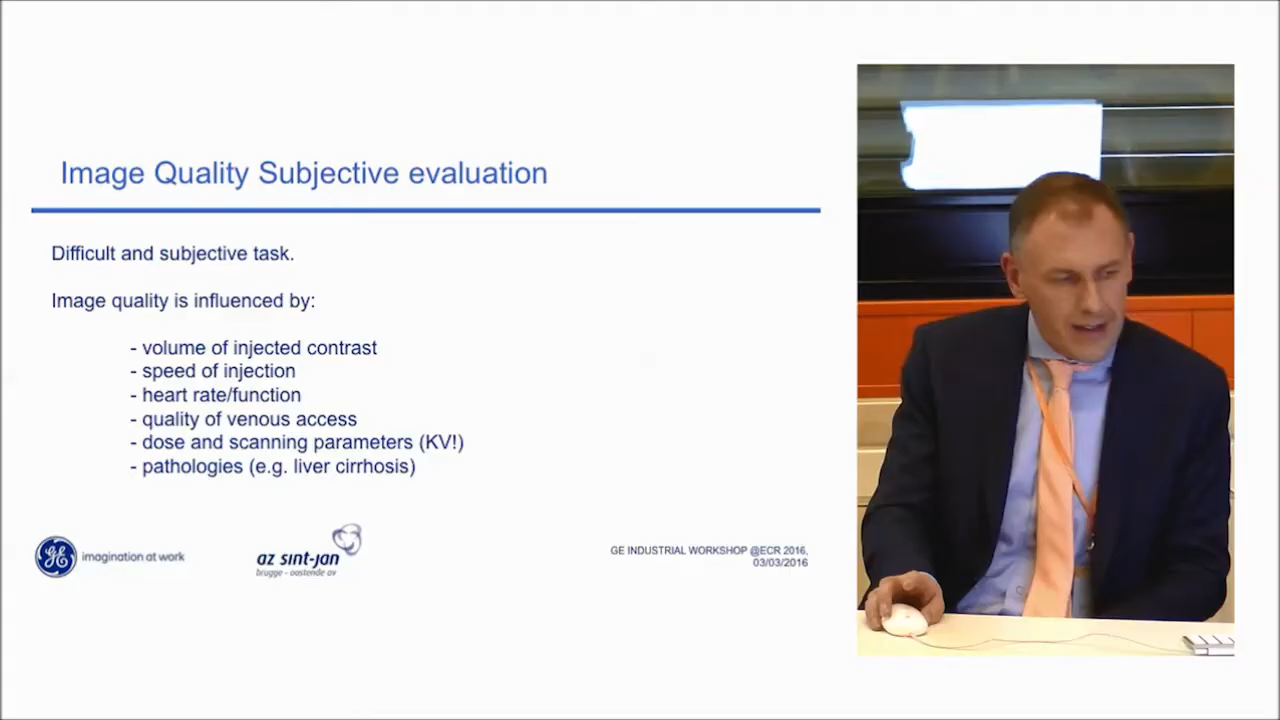 Image Quality Subjective evaluation
Difficult and subjective task.
Image quality is influenced by:
- volume of injected contrast
- speed of injection
- heart rate/function
- quality of venous access
- dose and scanning parameters (KV!)
- pathologies (e.g. liver cirrhosis)
GE imagination at work
az sint-jan
brugge - oostende av
GE INDUSTRIAL WORKSHOP @ECR 2016,
03/03/2016